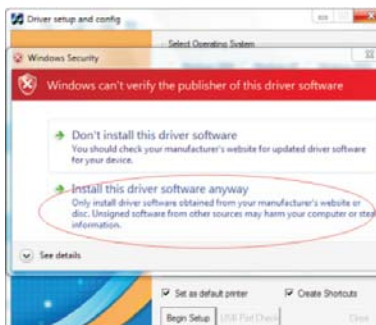 Driver setup and config
Select Operating System
Windows Security
Windows can't verify the publisher of this driver software
Don't install this driver software
You should check your manufacturer's website for updated driver software
for your device.
Install this driver software anyway
Only install driver software obtained from your manufacturer's website or
disc. Unsigned software from other sources may harm your computer or steal
information.
See details
Set as default printer
Create Shortcuts
Begin Setup
USB Port Check
Close